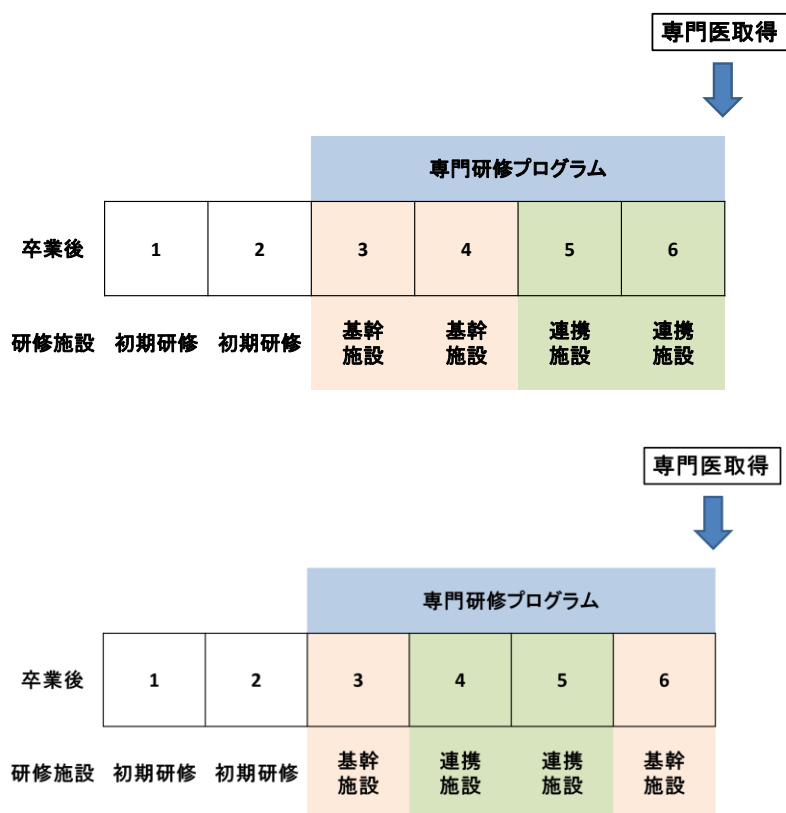 専門医取得
専門研修プログラム
卒業後 1 2 3 4 5 6
研修施設 初期研修 初期研修 基幹 基幹 連携 連携
施設 施設 施設 施設
専門医取得
専門研修プログラム
卒業後 1 2 3 4 5 6
研修施設 初期研修 初期研修 基幹 連携 連携 基幹
施設 施設 施設 施設